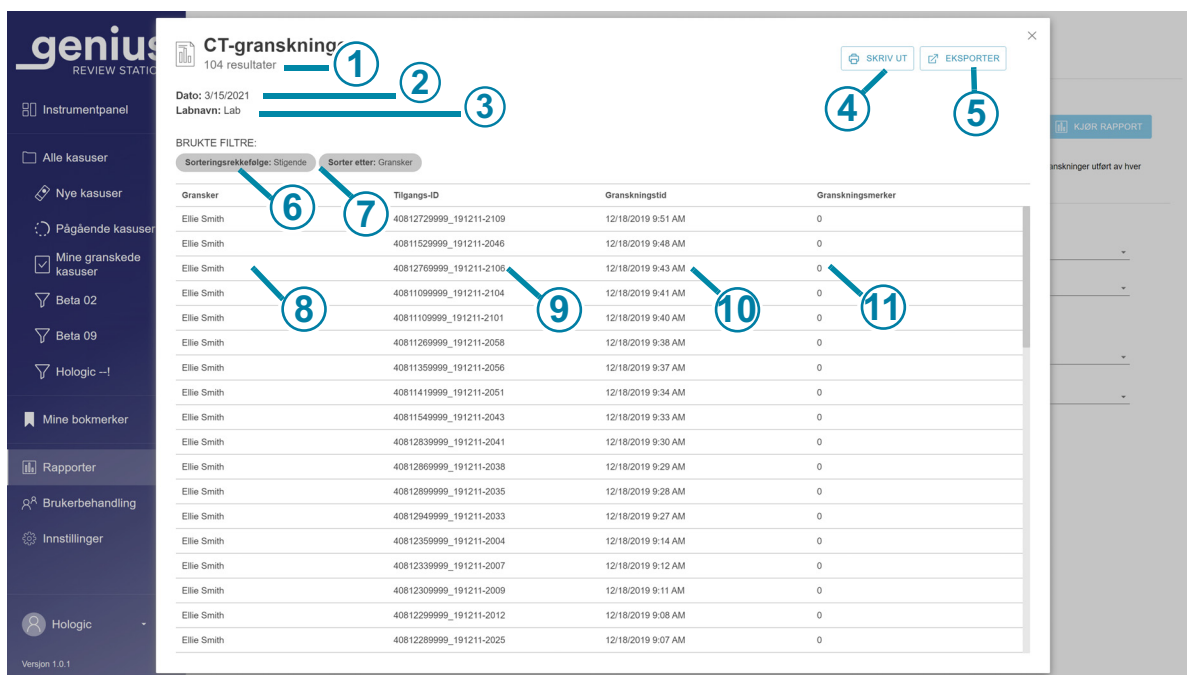 genius
REVIEW STATIC
Instrumentpanel
Alle kasuser
Nye kasuser
Pågående kasuser
Mine granskede
kasuser
Beta 02
Beta 09
Hologic --!
Mine bokmerker
Rapporter
Brukerbehandling
Innstillinger
Hologic
Versjon 1.0.1
CT-granskninge
104 resultater
1
Dato: 3/15/2021
2
Labnavn: Lab
3
SKRIV UT
4
EKSPORTER
5
BRUKTE FILTRE:
Sorteringsrekkefølge: Stigende
6
Sorter etter: Gransker
7
Gransker Tilgangs-ID Granskningstid Granskningsmerker
Ellie Smith 40812729999_191211-2109 12/18/2019 9:51 AM 0
Ellie Smith 40811529999_191211-2046 12/18/2019 9:48 AM 0
Ellie Smith 40812769999_191211-2106 12/18/2019 9:43 AM 0
8 9 10 11
Ellie Smith 40811099999_191211-2104 12/18/2019 9:41 AM 0
Ellie Smith 40811109999_191211-2101 12/18/2019 9:40 AM 0
Ellie Smith 40811269999_191211-2058 12/18/2019 9:38 AM 0
Ellie Smith 40811359999_191211-2056 12/18/2019 9:37 AM 0
Ellie Smith 40811419999_191211-2051 12/18/2019 9:34 AM 0
Ellie Smith 40811549999_191211-2043 12/18/2019 9:33 AM 0
Ellie Smith 40812839999_191211-2041 12/18/2019 9:30 AM 0
Ellie Smith 40812869999_191211-2038 12/18/2019 9:29 AM 0
Ellie Smith 40812899999_191211-2035 12/18/2019 9:28 AM 0
Ellie Smith 40812949999_191211-2033 12/18/2019 9:27 AM 0
Ellie Smith 40812359999_191211-2004 12/18/2019 9:14 AM 0
Ellie Smith 40812339999_191211-2007 12/18/2019 9:12 AM 0
Ellie Smith 40812309999_191211-2009 12/18/2019 9:11 AM 0
Ellie Smith 40812299999_191211-2012 12/18/2019 9:08 AM 0
Ellie Smith 40812289999_191211-2025 12/18/2019 9:07 AM 0
KJØR RAPPORT
anskninger utført av hver